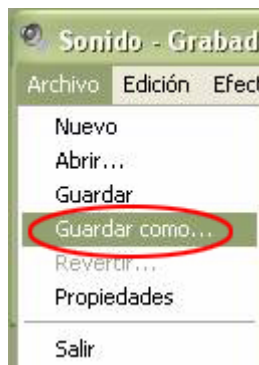 Sonido - Grabad
Archivo Edición Efect
Nuevo
Abrir...
Guardar
Guardar como...
Revertir...
Propiedades
Salir